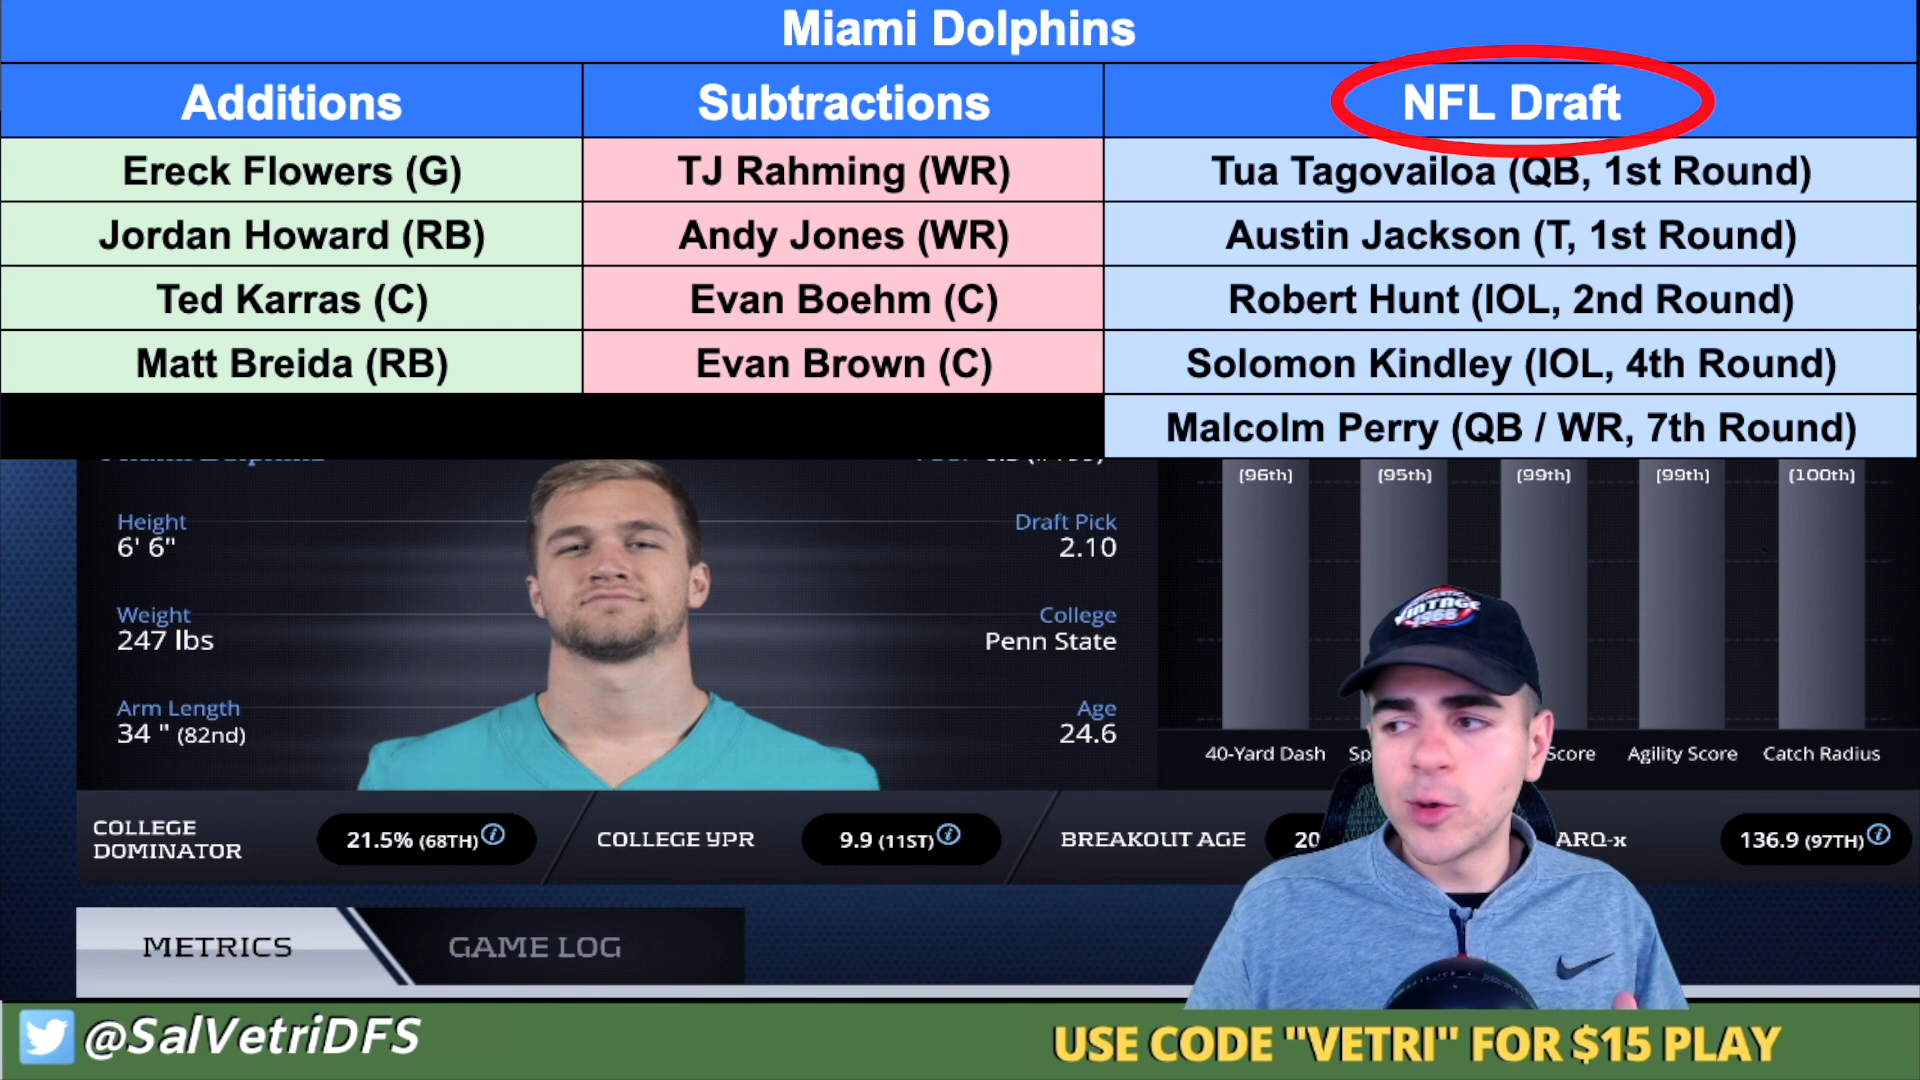 Miami Dolphins
Additions Subtractions NFL Draft
Ereck Flowers (G) TJ Rahming (WR) Tua Tagovailoa (QB, 1st Round)
Jordan Howard (RB) Andy Jones (WR) Austin Jackson (T, 1st Round)
Ted Karras (C) Evan Boehm (C) Robert Hunt (IOL, 2nd Round)
Matt Breida (RB) Evan Brown (C) Solomon Kindley (IOL, 4th Round)
Malcolm Perry (QB / WR, 7th Round)
(96th) (95th) (99th) (99th) (100th)
Height Draft Pick
6' 6" 2.10
Weight College
247 lbs Penn State
Arm Length Age
34 " (82nd) 24.6
40-Yard Dash Sp Score Agility Score Catch Radius
VINTAGE
1966
COLLEGE DOMINATOR 21.5% (68TH) COLLEGE YPR 9.9 (11ST) BREAKOUT AGE 20 ARQ-x 136.9 (97TH)
METRICS GAME LOG
@SalVetriDFS USE CODE "VETRI" FOR $15 PLAY